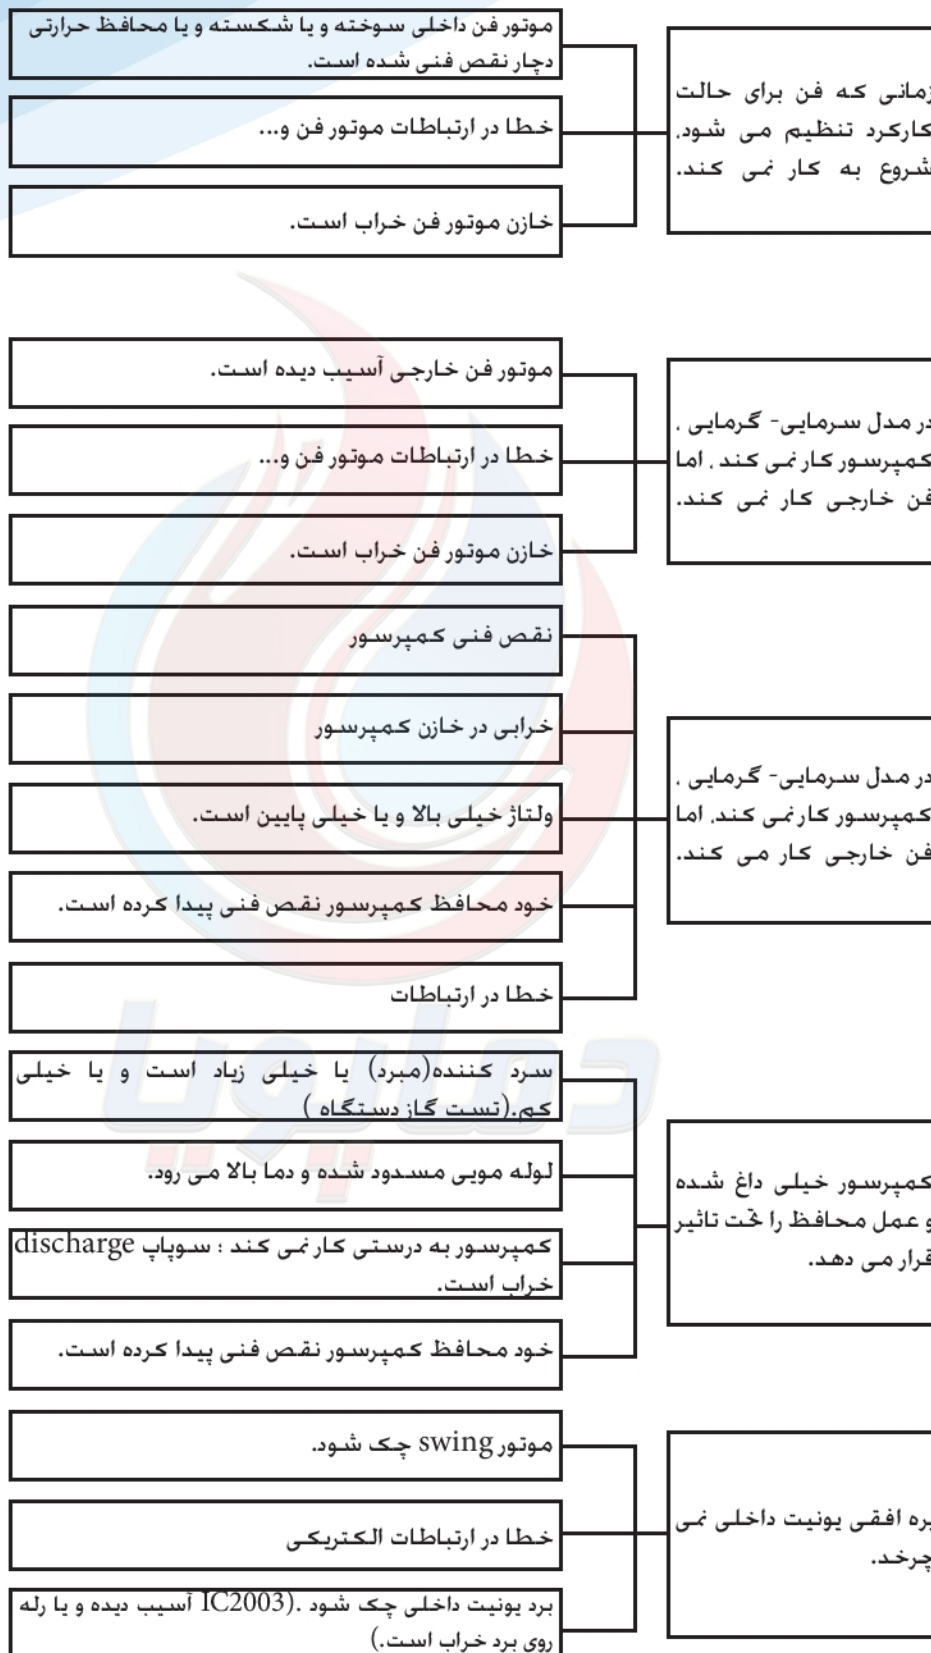 زمانی که فن برای حالت
کارکرد تنظیم می شود،
شروع به کار نمی کند.
موتور فن داخلی سوخته و یا شکسته و یا محافظ حرارتی
دچار نقص فنی شده است.
خطا در ارتباطات موتور فن و...
خازن موتور فن خراب است.
در مدل سرمایی- گرمایی ،
کمپرسور کار نمی کند ، اما
فن خارجی کار نمی کند.
موتور فن خارجی آسیب دیده است.
خطا در ارتباطات موتور فن و...
خازن موتور فن خراب است.
در مدل سرمایی- گرمایی ،
کمپرسور کار نمی کند، اما
فن خارجی کار می کند.
نقص فنی کمپرسور
خرابی در خازن کمپرسور
ولتاژ خیلی بالا و یا خیلی پایین است.
خود محافظ کمپرسور نقص فنی پیدا کرده است.
خطا در ارتباطات
کمپرسور خیلی داغ شده
و عمل محافظ را تحت تاثیر
قرار می دهد.
سرد کننده(مبرد) یا خیلی زیاد است و یا خیلی
کم.(تست گاز دستگاه )
لوله مویی مسدود شده و دما بالا می رود.
کمپرسور به درستی کار نمی کند ؛ سوپاپ discharge
خراب است.
خود محافظ کمپرسور نقص فنی پیدا کرده است.
پره افقی یونیت داخلی نمی
چرخد.
موتور swing چک شود.
خطا در ارتباطات الکتریکی
برد یونیت داخلی چک شود .(IC2003 آسیب دیده و یا رله
روی برد خراب است.)
دماپویا